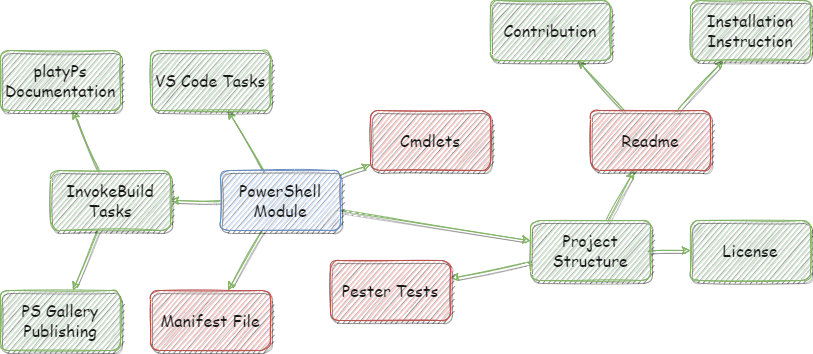 Contribution
Installation
Instruction
platyPs
Documentation
VS Code Tasks
Cmdlets
Readme
InvokeBuild
Tasks
PowerShell
Module
Project
Structure
License
Pester Tests
PS Gallery
Publishing
Manifest File